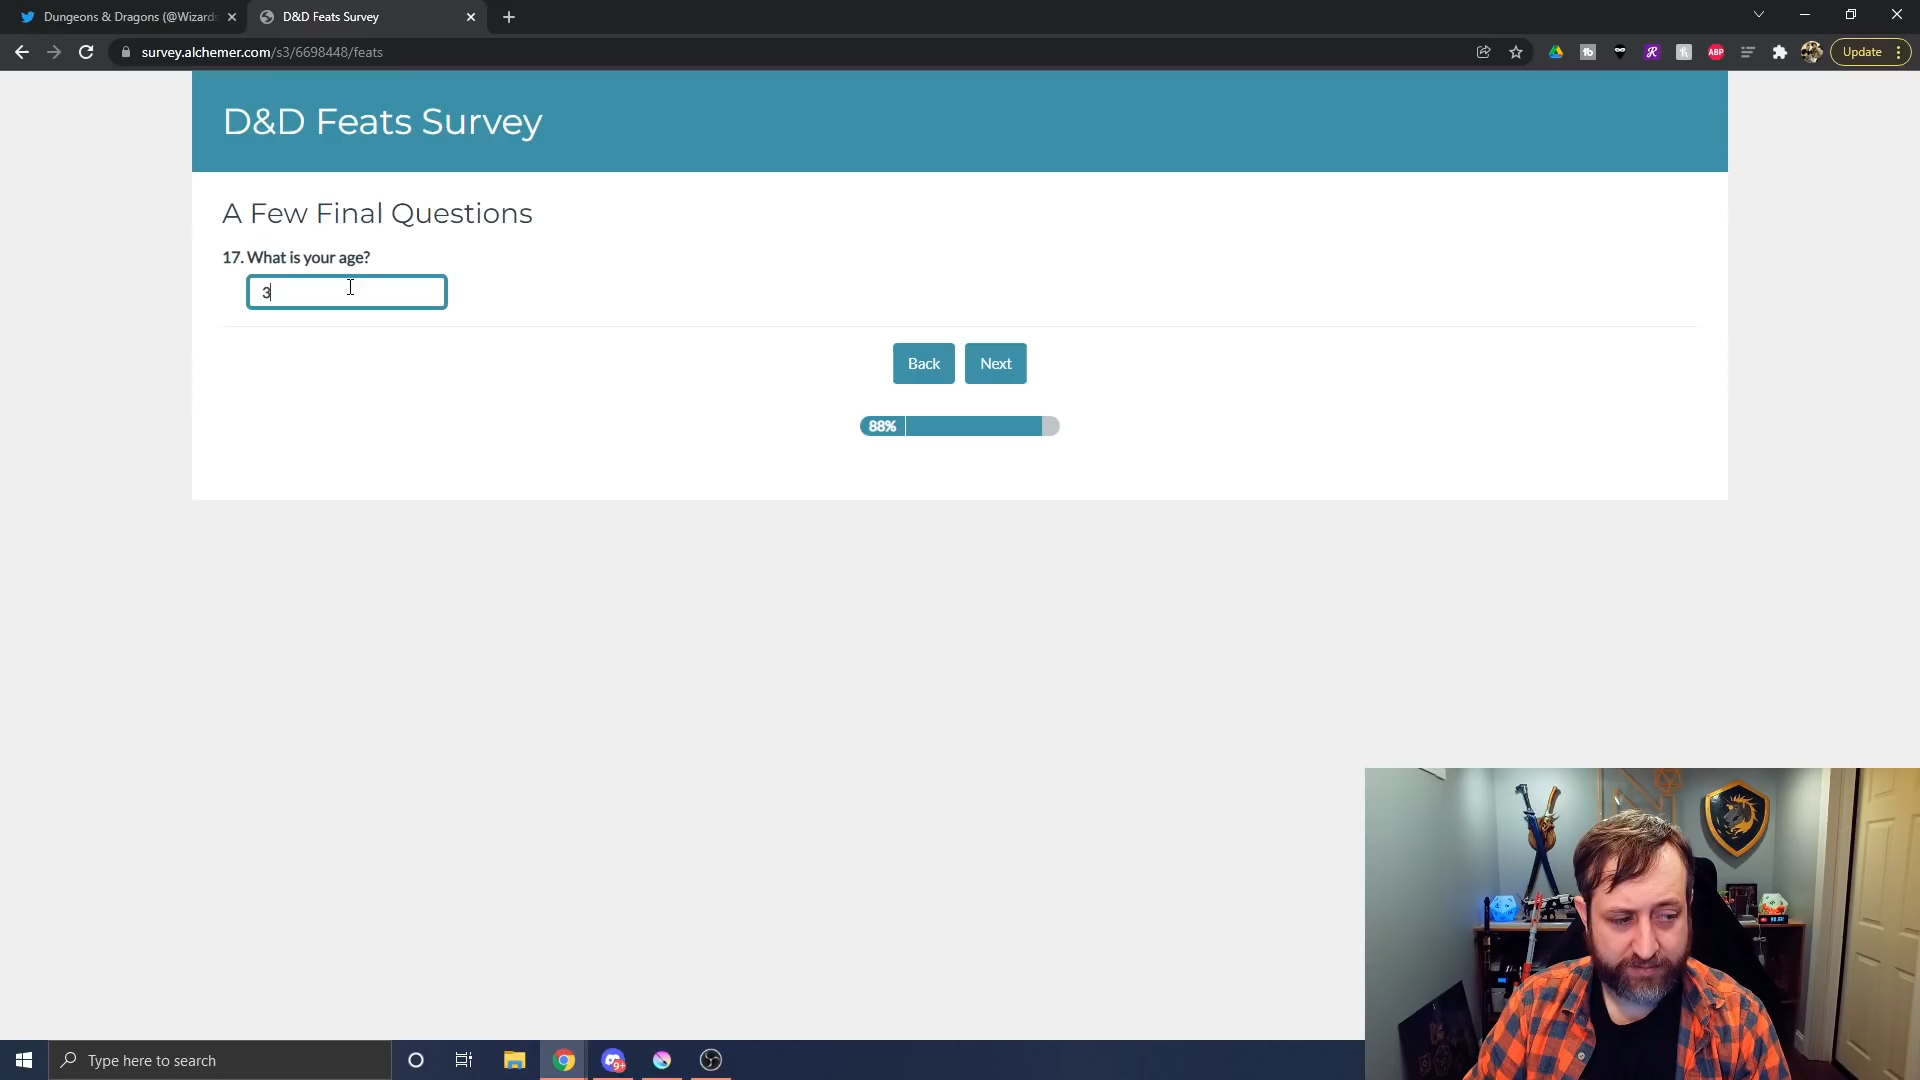 Dungeons & Dragons (@Wizards
D&D Feats Survey
survey.alchemer.com/s3/6698448/feats
Update
D&D Feats Survey
A Few Final Questions
17. What is your age?
3
Back
Next
88%
Type here to search